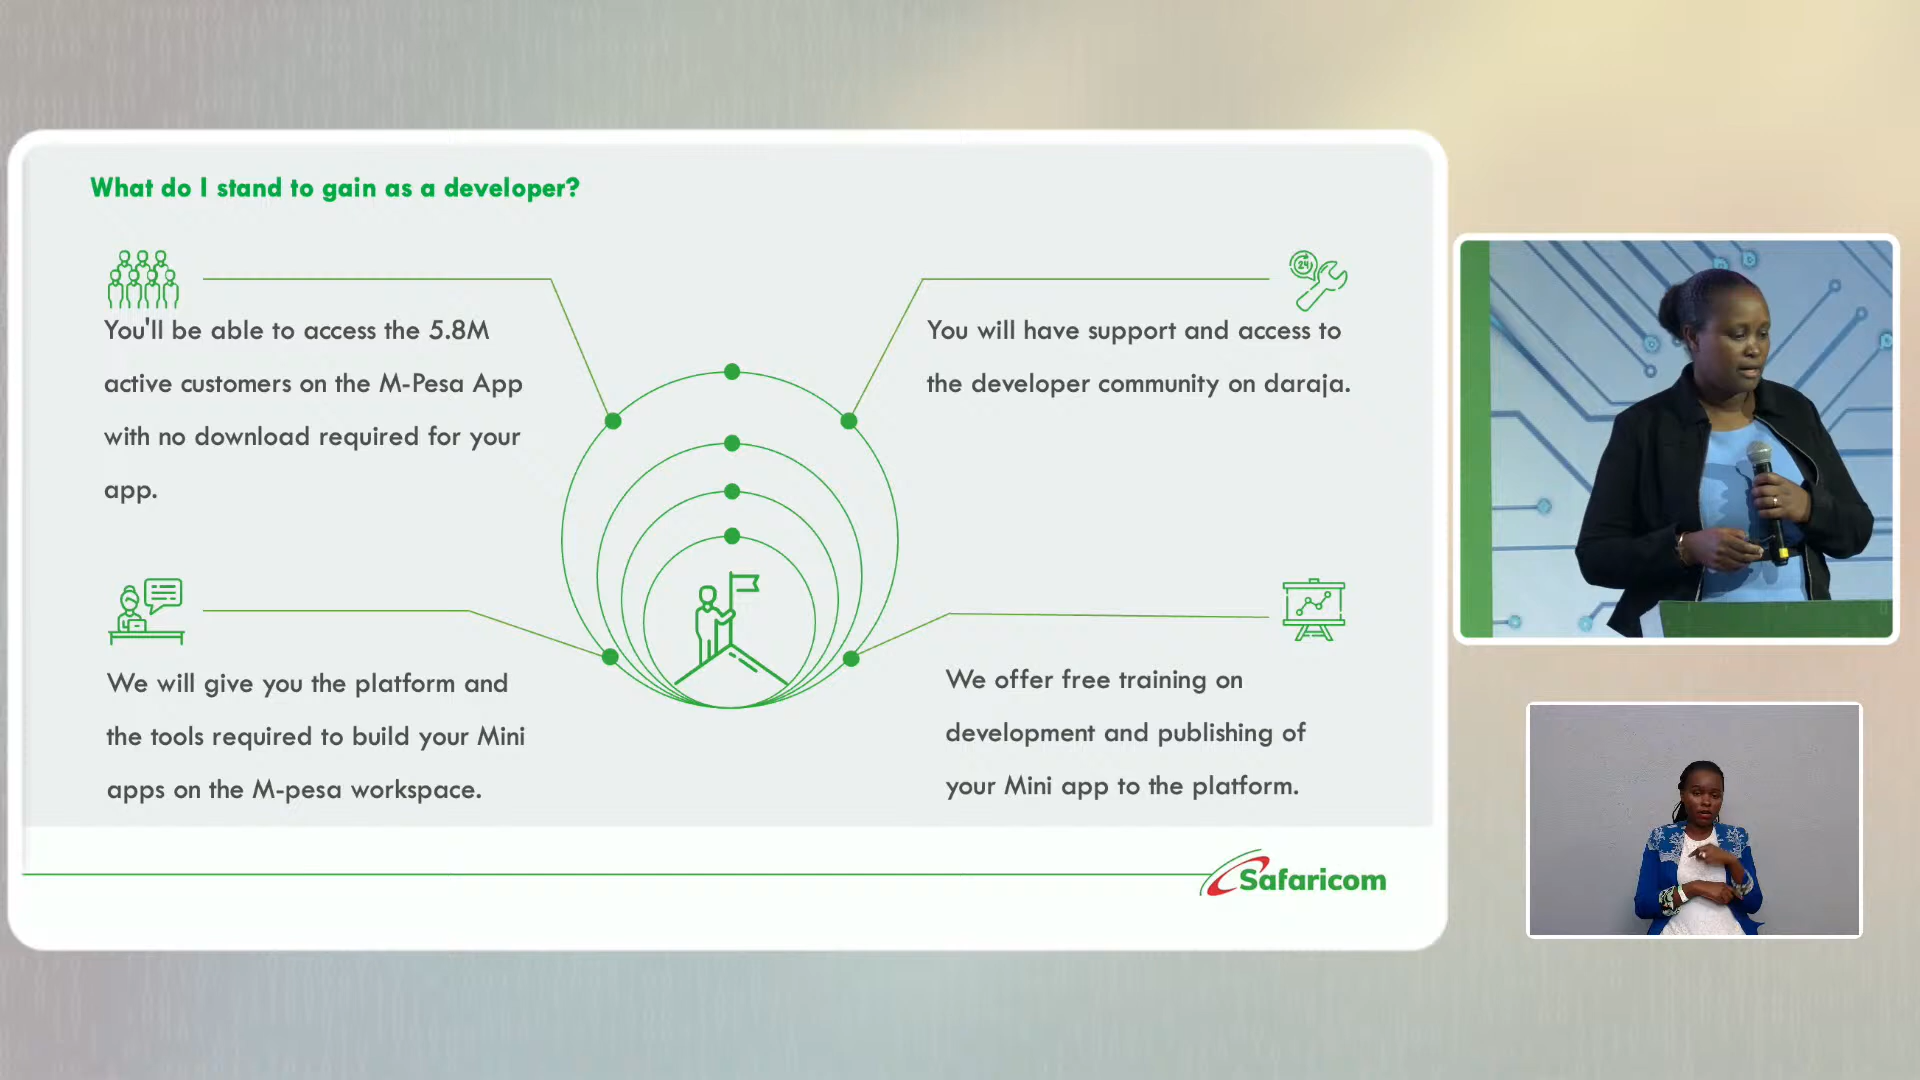 What do I stand to gain as a developer?
You'll be able to access the 5.8M
active customers on the M-Pesa App
with no download required for your
app.
24
You will have support and access to
the developer community on daraja.
We will give you the platform and
the tools required to build your Mini
apps on the M-pesa workspace.
We offer free training on
development and publishing of
your Mini app to the platform.
Safaricom